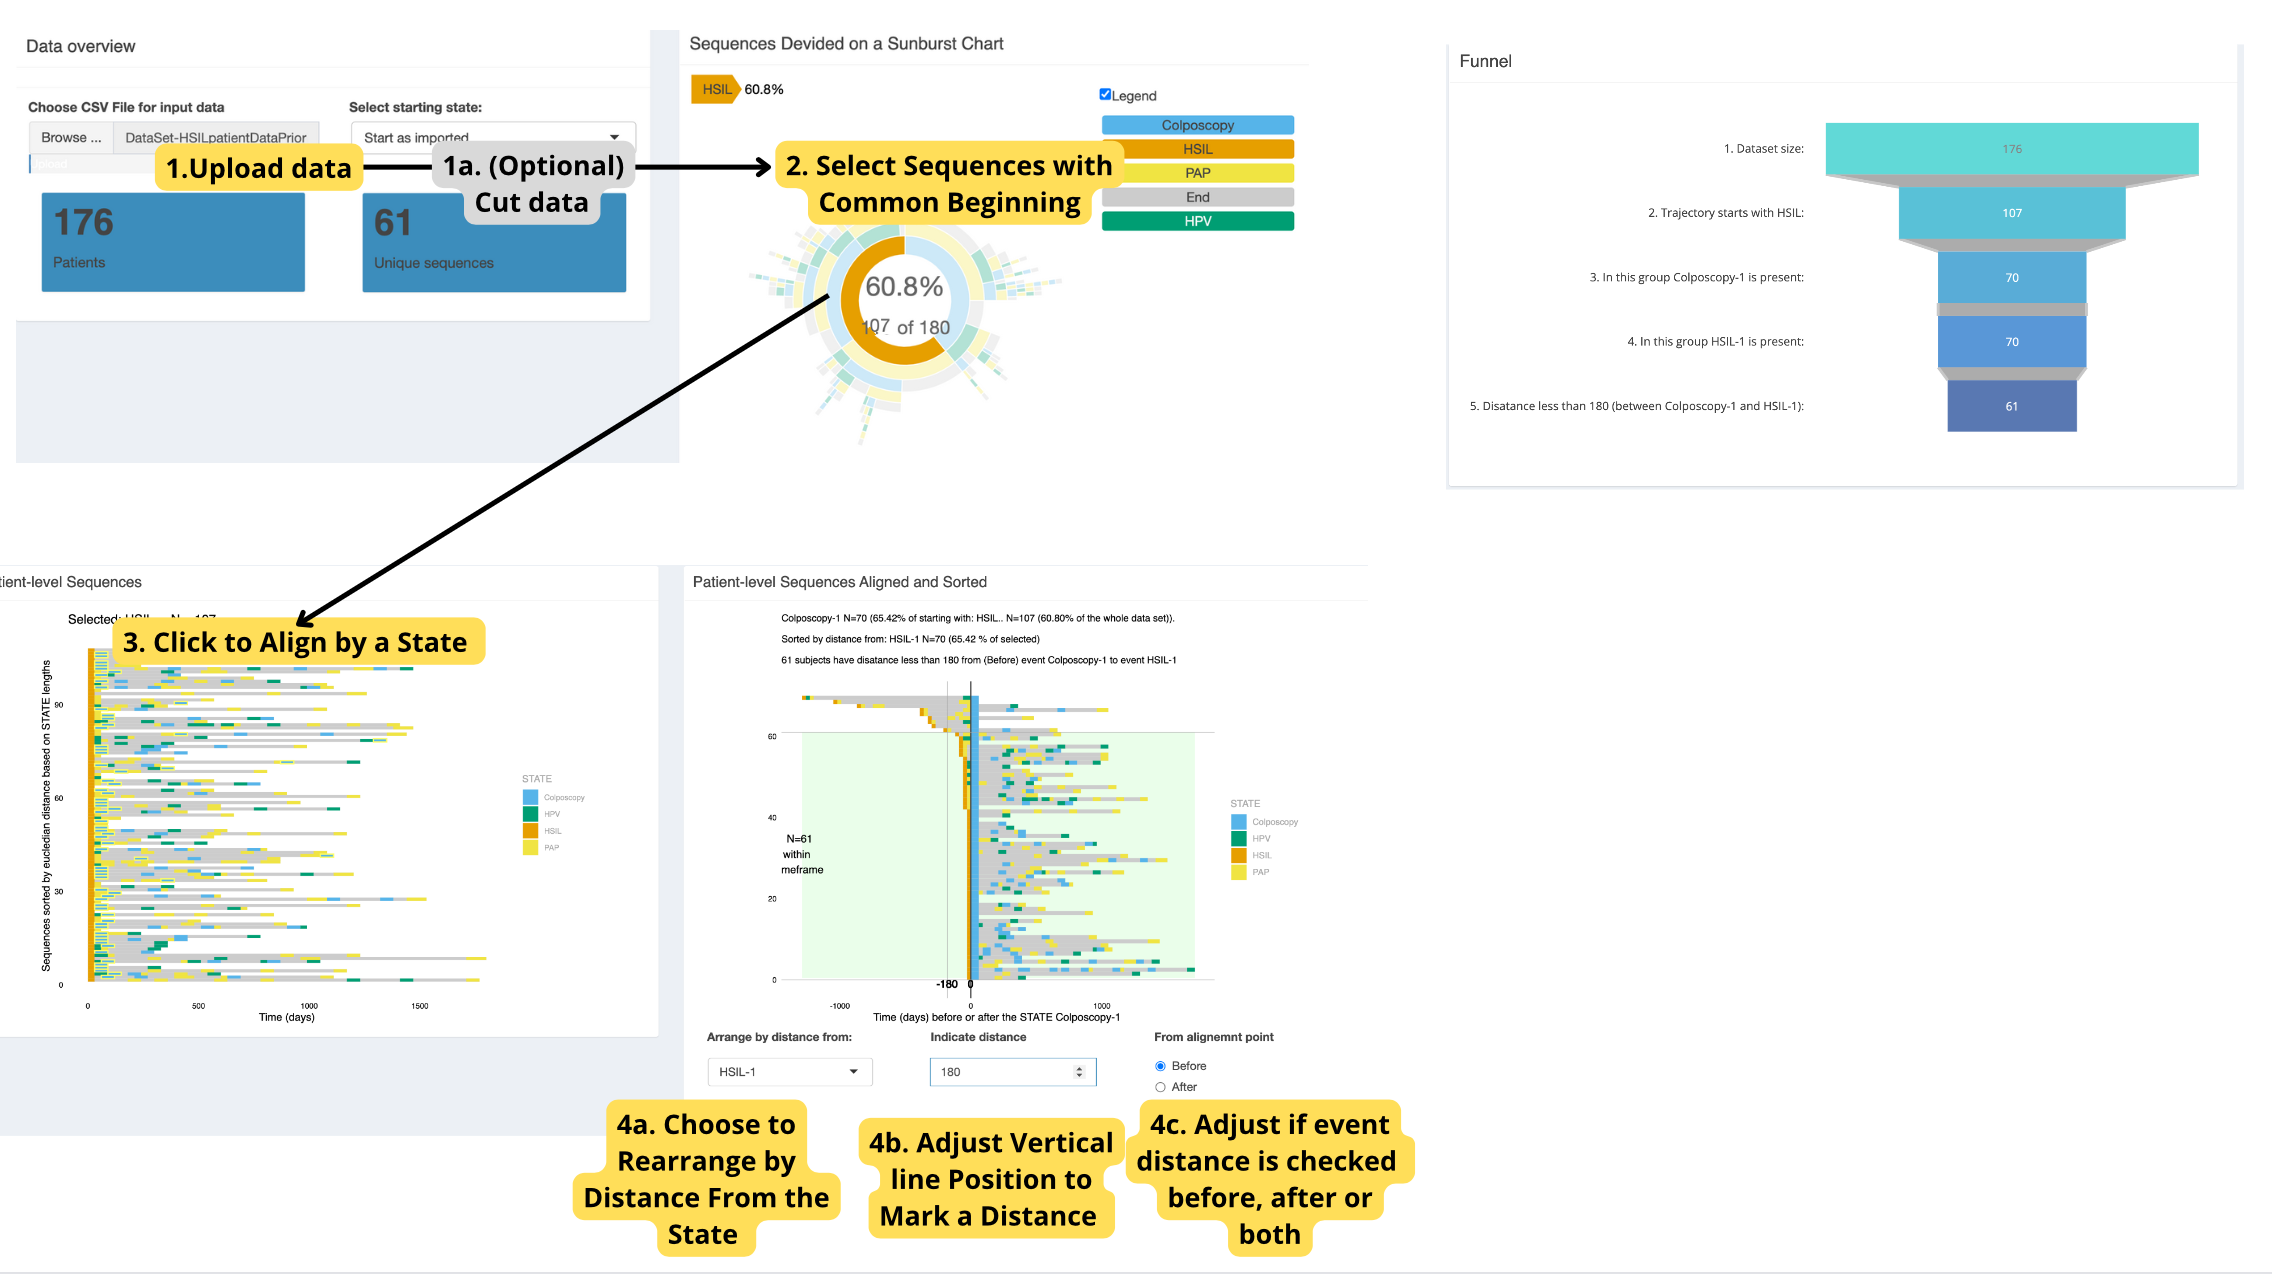 Data overview
Choose CSV File for input data
Select starting state:
Browse ...
DataSet-HSILpatientDataPrior
Start as imported
1.Upload data
1a. (Optional)
Cut data
176
Patients
61
Unique sequences
Sequences Devided on a Sunburst Chart
HSIL
60.8%
Legend
Colposcopy
HSIL
PAP
End
HPV
2. Select Sequences with
Common Beginning
60.8%
107 of 180
Funnel
1. Dataset size:
176
2. Trajectory starts with HSIL:
107
3. In this group Colposcopy-1 is present:
70
4. In this group HSIL-1 is present:
70
5. Disatance less than 180 (between Colposcopy-1 and HSIL-1):
61
tient-level Sequences
Selected:
3. Click to Align by a State
Sequences sorted by eucledian distance based on STATE lengths
90
60
30
0
0
500
1000
1500
Time (days)
STATE
Colposcopy
HPV
HSIL
PAP
Patient-level Sequences Aligned and Sorted
Colposcopy-1 N=70 (65.42% of starting with: HSIL.. N=107 (60.80% of the whole data set)).
Sorted by distance from: HSIL-1 N=70 (65.42 % of selected)
61 subjects have disatance less than 180 from (Before) event Colposcopy-1 to event HSIL-1
60
40
20
0
N=61
within
meframe
-180
0
-1000
0
1000
Time (days) before or after the STATE Colposcopy-1
STATE
Colposcopy
HPV
HSIL
PAP
Arrange by distance from:
HSIL-1
Indicate distance
180
From alignemnt point
Before
After
4a. Choose to
Rearrange by
Distance From the
State
4b. Adjust Vertical
line Position to
Mark a Distance
4c. Adjust if event
distance is checked
before, after or
both